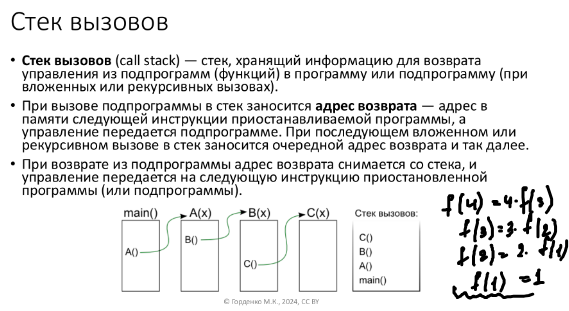 Стек вызовов
• Стек вызовов (call stack) — стек, хранящий информацию для возврата
управления из подпрограмм (функций) в программу или подпрограмму (при
вложенных или рекурсивных вызовах).
• При вызове подпрограммы в стек заносится адрес возврата — адрес в
памяти следующей инструкции приостанавливаемой программы, а
управление передается подпрограмме. При последующем вложенном или
рекурсивном вызове в стек заносится очередной адрес возврата и так далее.
• При возврате из подпрограммы адрес возврата снимается со стека, и
управление передается на следующую инструкцию приостановленной
программы (или подпрограммы).
main() A(x) B(x) C(x)
A()
B()
C()
Стек вызовов:
C()
B()
A()
main()
f(4) = 4·f(3)
f(3) = 3·f(2)
f(2) = 2·f(1)
f(1) = 1
© Горденко М.К., 2024, CC BY